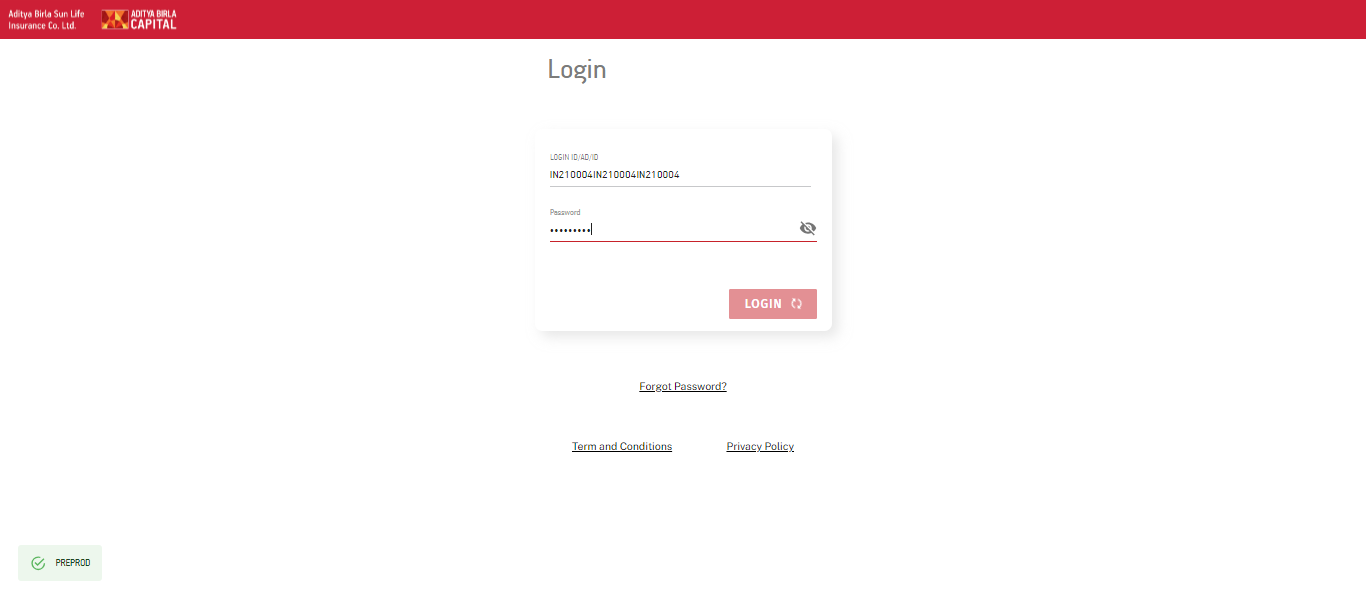 Aditya Birla Sun Life
Insurance Co. Ltd.
ADITYA BIRLA
CAPITAL
Login
LOGIN ID/AD/ID
IN210004IN210004IN210004
Password
•••••••••
LOGIN
Forgot Password?
Term and Conditions
Privacy Policy
PREPROD